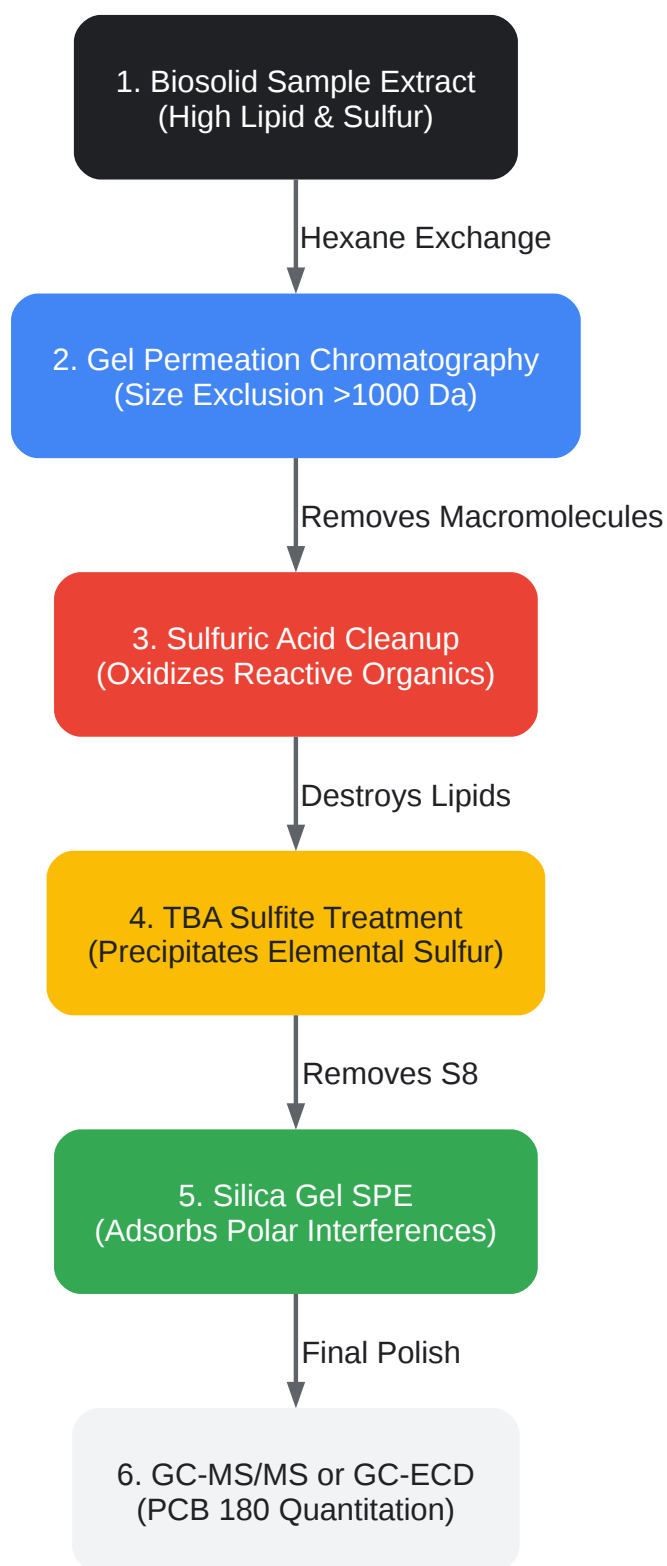 1. Biosolid Sample Extract
(High Lipid & Sulfur)
Hexane Exchange
2. Gel Permeation Chromatography
(Size Exclusion >1000 Da)
Removes Macromolecules
3. Sulfuric Acid Cleanup
(Oxidizes Reactive Organics)
Destroys Lipids
4. TBA Sulfite Treatment
(Precipitates Elemental Sulfur)
Removes S8
5. Silica Gel SPE
(Adsorbs Polar Interferences)
Final Polish
6. GC-MS/MS or GC-ECD
(PCB 180 Quantitation)